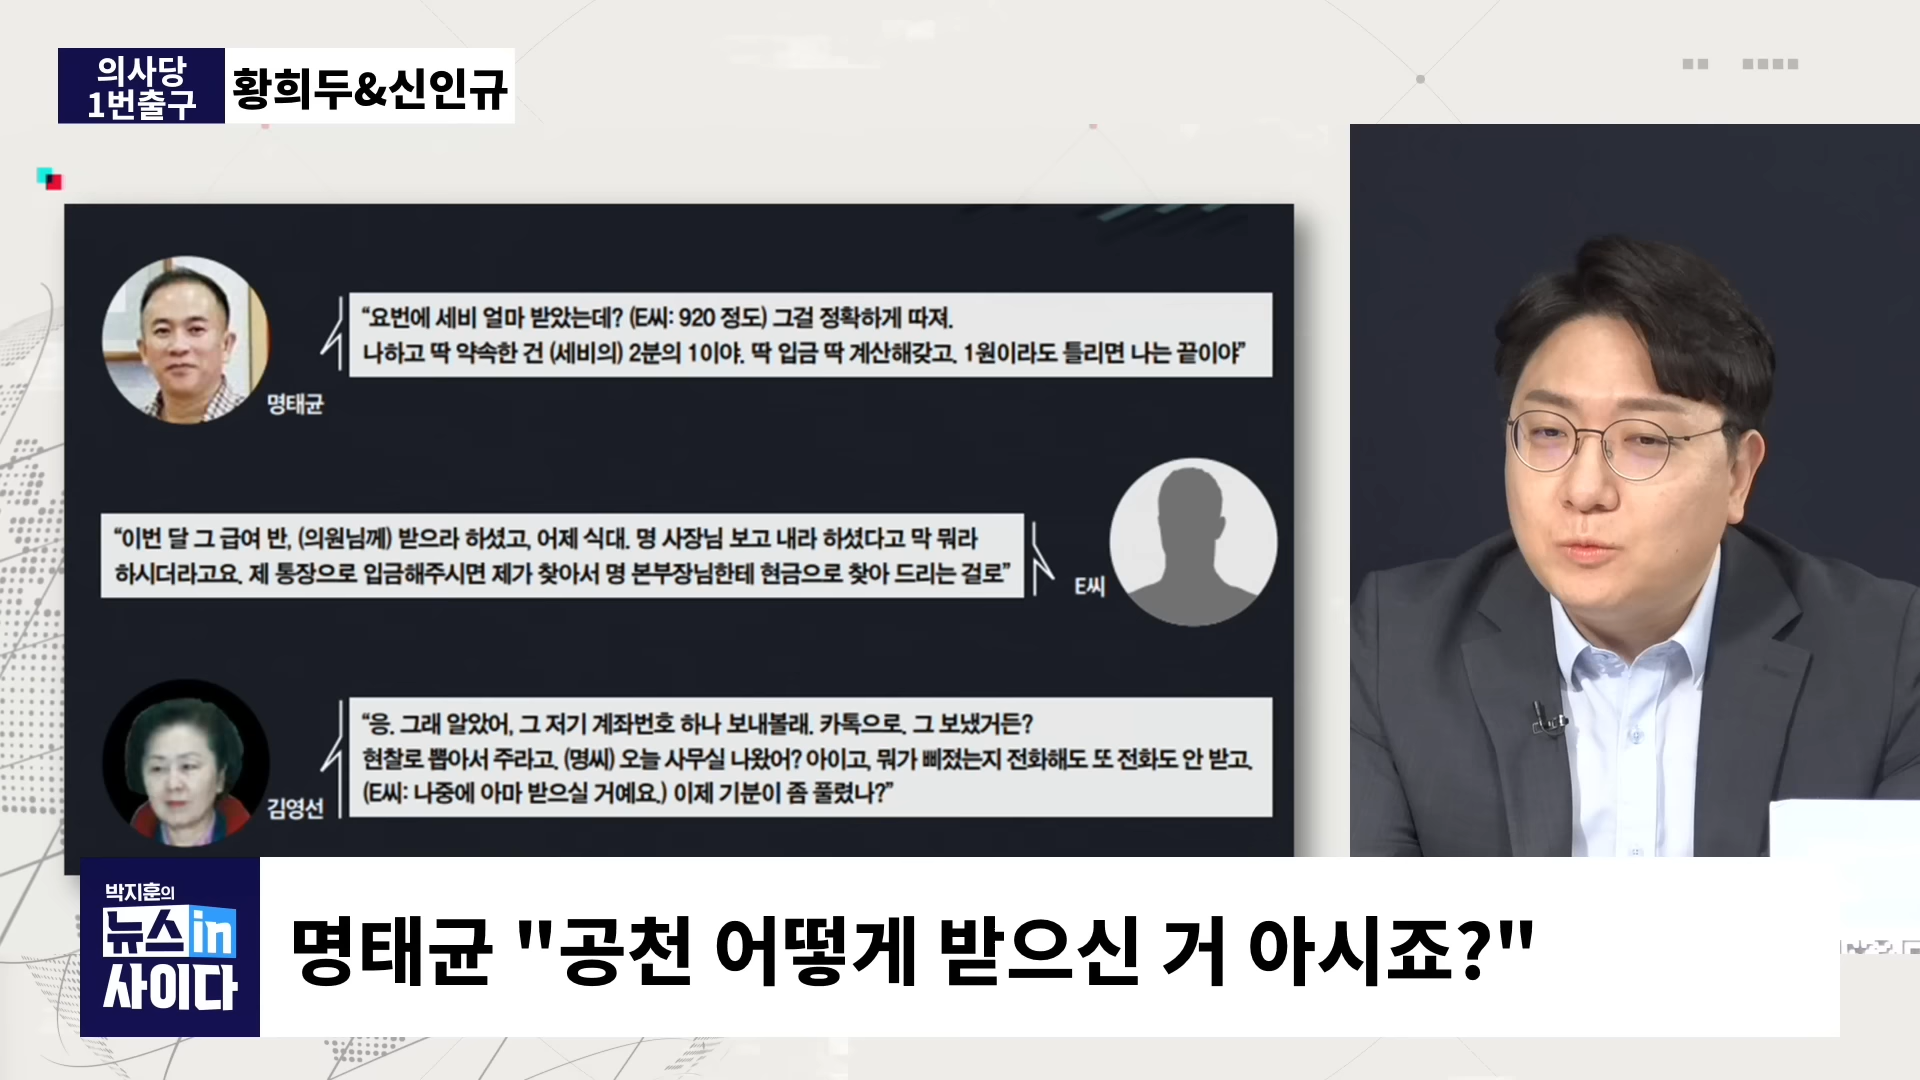 의사당
1번출구
황희두&신인규
“요번에 세비 얼마 받았는데? (E씨: 920 정도) 그걸 정확하게 따져.
나하고 딱 약속한 건 (세비의) 2분의 1이야. 딱 입금 딱 계산해갖고. 1원이라도 틀리면 나는 끝이야”
명태균
“이번 달 그 급여 반, (의원님께) 받으라 하셨고, 어제 식대. 명 사장님 보고 내라 하셨다고 막 뭐라
하시더라고요. 제 통장으로 입금해주시면 제가 찾아서 명 본부장님한테 현금으로 찾아 드리는 걸로”
E씨
“응. 그래 알았어, 그 저기 계좌번호 하나 보내볼래. 카톡으로. 그 보냈거든?
현찰로 뽑아서 주라고. (명씨) 오늘 사무실 나왔어? 아이고, 뭐가 삐졌는지 전화해도 또 전화도 안 받고.
(E씨: 나중에 아마 받으실 거예요.) 이제 기분이 좀 풀렸나?”
김영선
박지훈의
뉴스in
사이다
명태균 "공천 어떻게 받으신 거 아시죠?"